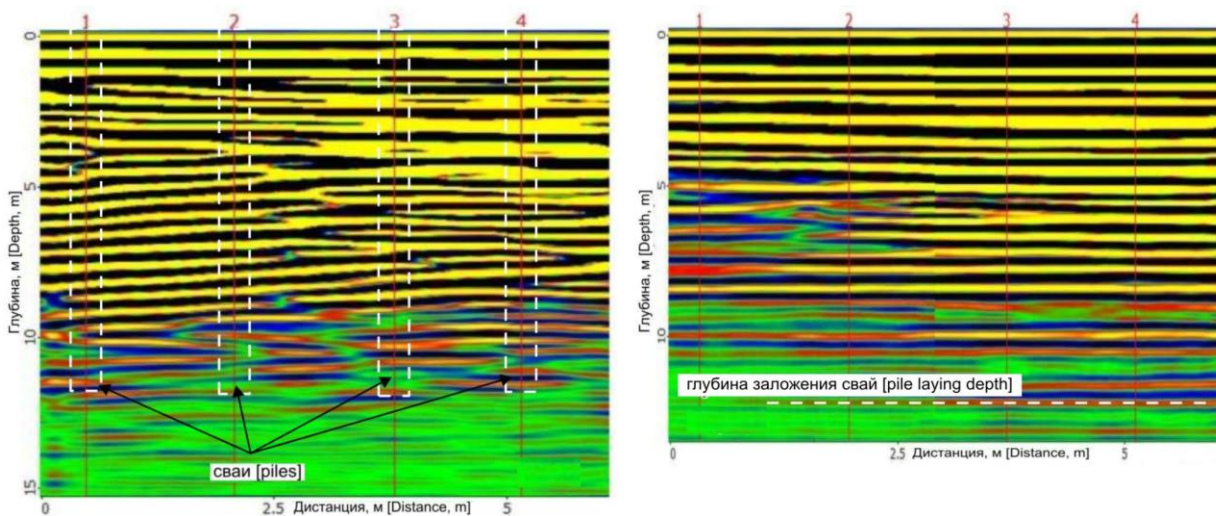 1 2 3 4
0
5
10
15
Глубина, м [Depth, m]
сваи [piles]
0 2.5 5
Дистанция, м [Distance, m]
1 2 3 4
0
5
10
Глубина, м [Depth, m]
глубина заложения свай [pile laying depth]
0 2.5 5
Дистанция, м [Distance, m]